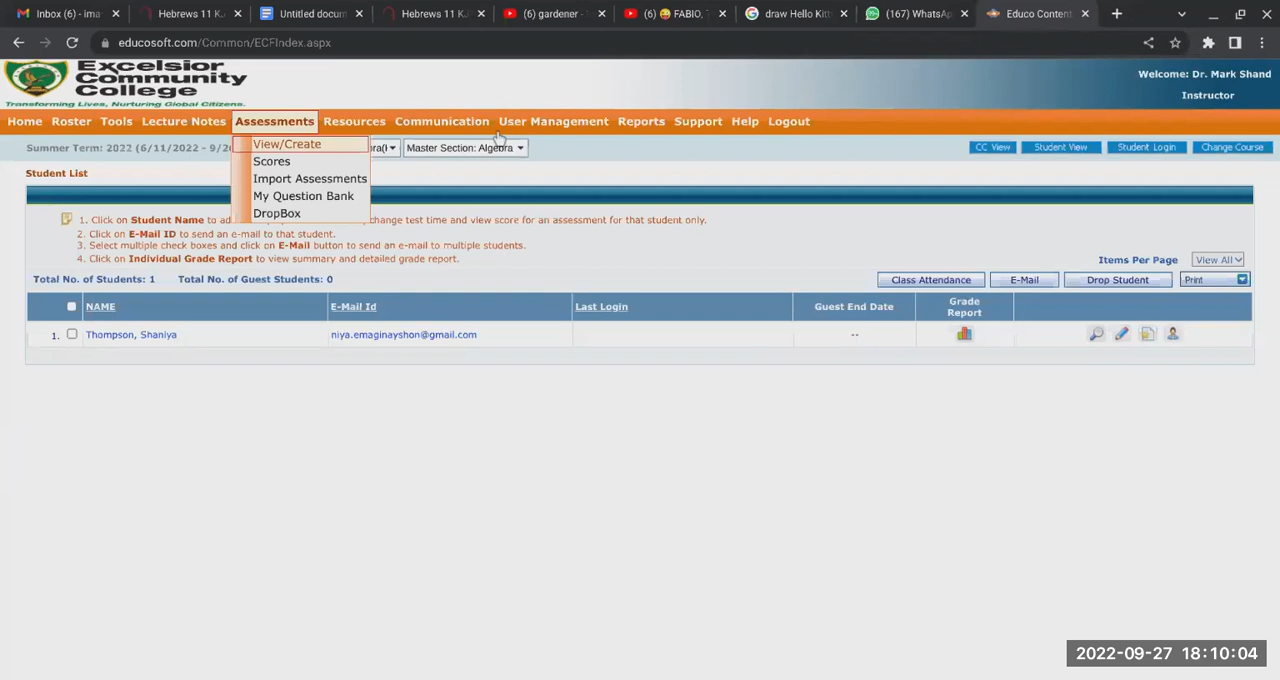 Inbox (6) - ima
Hebrews 11 KJ
Untitled docum
Hebrews 11 KJ
(6) gardener -
(6) 😜 FABIO, T
draw Hello Kitt
(167) WhatsAp
Educo Content
educosoft.com/Common/ECFIndex.aspx
Excelsior
Community
College
Transforming Lives, Nurturing Global Citizens.
Welcome: Dr. Mark Shand
Instructor
Home Roster Tools Lecture Notes Assessments Resources Communication User Management Reports Support Help Logout
View/Create
Scores
Import Assessments
My Question Bank
DropBox
Summer Term: 2022 (6/11/2022 - 9/20
Master Section: Algebra
CC View Student View Student Login Change Course
Student List
1. Click on Student Name to ad change test time and view score for an assessment for that student only.
2. Click on E-Mail ID to send an e-mail to that student.
3. Select multiple check boxes and click on E-Mail button to send an e-mail to multiple students.
4. Click on Individual Grade Report to view summary and detailed grade report.
Items Per Page View All
Total No. of Students: 1 Total No. of Guest Students: 0
Class Attendance E-Mail Drop Student Print
NAME E-Mail Id Last Login Guest End Date Grade Report
1. Thompson, Shaniya niya.emaginayshon@gmail.com --
2022-09-27 18:10:04